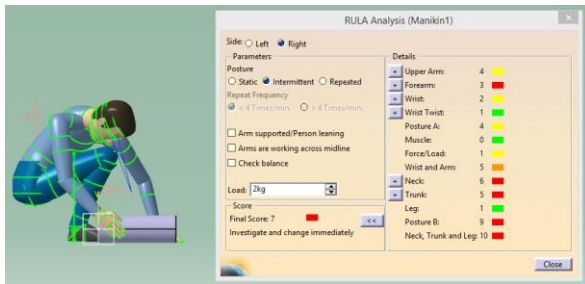 RULA Analysis (Manikin1)
Side: Left Right
Parameters
Posture
Static Intermittent Repeated
Repeat Frequency
< 4 Times/min. > 4 Times/min.
Arm supported/Person leaning
Arms are working across midline
Check balance
Load: 2kg
Score
Final Score: 7
<<
Investigate and change immediately
Details
+ Upper Arm: 4
+ Forearm: 3
+ Wrist: 2
+ Wrist Twist: 1
Posture A: 4
Muscle: 0
Force/Load: 1
Wrist and Arm: 5
+ Neck: 6
+ Trunk: 5
Leg: 1
Posture B: 9
Neck, Trunk and Leg: 10
Close